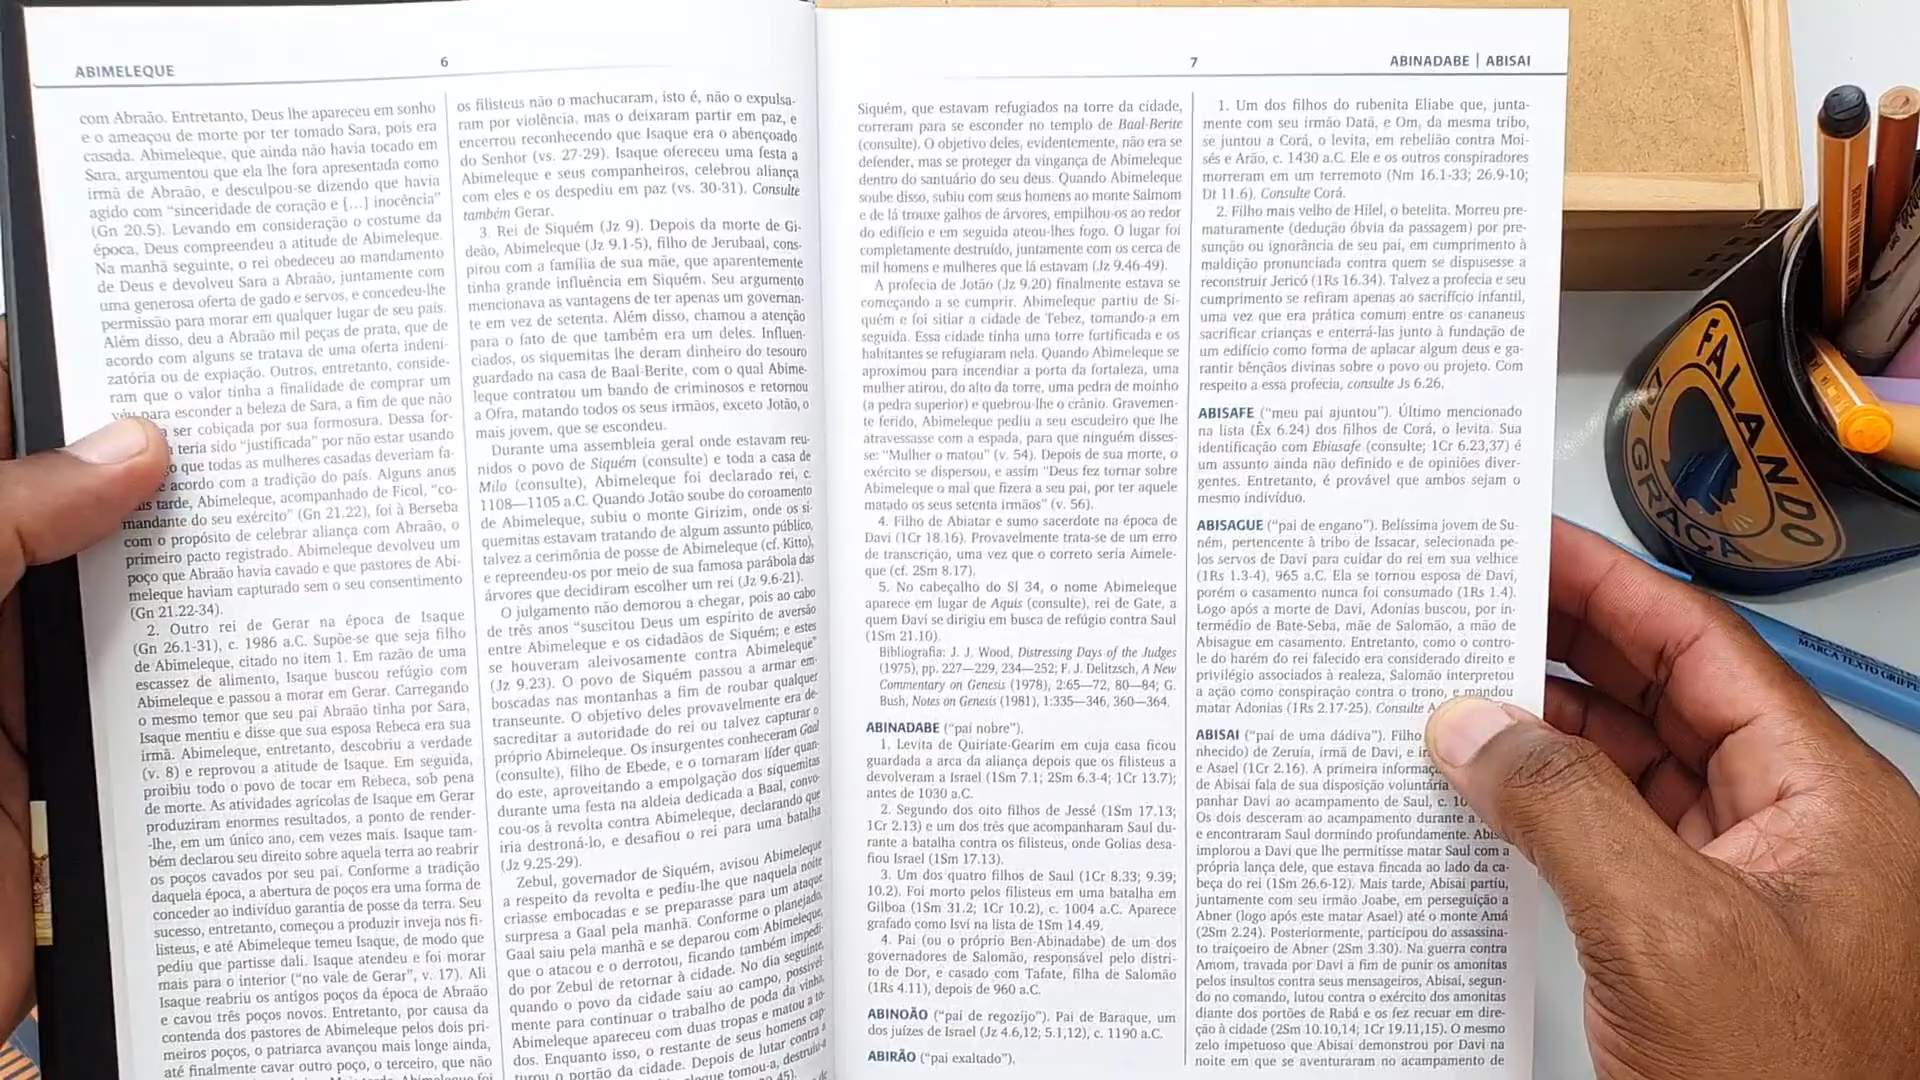 ABIMELEQUE
6
com Abraão. Entretanto, Deus lhe apareceu em sonho
e o ameaçou de morte por ter tomado Sara, pois era
casada. Abimeleque, que ainda não havia tocado em
Sara, argumentou que ela lhe fora apresentada como
irmã de Abraão, e desculpou-se dizendo que havia
agido com “sinceridade de coração e [...] inocência”
(Gn 20.5). Levando em consideração o costume da
época, Deus compreendeu a atitude de Abimeleque.
Na manhã seguinte, o rei obedeceu ao mandamento
de Deus e devolveu Sara a Abraão, juntamente com
uma generosa oferta de gado e servos, e concedeu-lhe
permissão para morar em qualquer lugar de seu país.
Além disso, deu a Abraão mil peças de prata, que de
acordo com alguns se tratava de uma oferta indeni-
zatória ou de expiação. Outros, entretanto, conside-
ram que o valor tinha a finalidade de comprar um
véu para esconder a beleza de Sara, a fim de que não
ser cobiçada por sua formosura. Dessa for-
teria sido “justificada” por não estar usando
que todas as mulheres casadas deveriam fa-
acordo com a tradição do país. Alguns anos
tarde, Abimeleque, acompanhado de Ficol, “co-
mandante do seu exército” (Gn 21.22), foi à Berseba
com o propósito de celebrar aliança com Abraão, o
primeiro pacto registrado. Abimeleque devolveu um
poço que Abraão havia cavado e que pastores de Abi-
meleque haviam capturado sem o seu consentimento
(Gn 21.22-34).
2. Outro rei de Gerar na época de Isaque
(Gn 26.1-31), c. 1986 a.C. Supõe-se que seja filho
de Abimeleque, citado no item 1. Em razão de uma
escassez de alimento, Isaque buscou refúgio com
Abimeleque e passou a morar em Gerar. Carregando
o mesmo temor que seu pai Abraão tinha por Sara,
Isaque mentiu e disse que sua esposa Rebeca era sua
irmã. Abimeleque, entretanto, descobriu a verdade
(v. 8) e reprovou a atitude de Isaque. Em seguida,
proibiu todo o povo de tocar em Rebeca, sob pena
de morte. As atividades agrícolas de Isaque em Gerar
produziram enormes resultados, a ponto de render-
-lhe, em um único ano, cem vezes mais. Isaque tam-
bém declarou seu direito sobre aquela terra ao reabrir
os poços cavados por seu pai. Conforme a tradição
daquela época, a abertura de poços era uma forma de
conceder ao indivíduo garantia de posse da terra. Seu
sucesso, entretanto, começou a produzir inveja nos fi-
listeus, e até Abimeleque temeu Isaque, de modo que
pediu que partisse dali. Isaque atendeu e foi morar
mais para o interior (“no vale de Gerar”, v. 17). Ali
Isaque reabriu os antigos poços da época de Abraão
e cavou três poços novos. Entretanto, por causa da
contenda dos pastores de Abimeleque pelos dois pri-
meiros poços, o patriarca avançou mais longe ainda,
até finalmente cavar outro poço, o terceiro, que não
os filisteus não o machucaram, isto é, não o expulsa-
ram por violência, mas o deixaram partir em paz, e
encerrou reconhecendo que Isaque era o abençoado
do Senhor (vs. 27-29). Isaque ofereceu uma festa a
Abimeleque e seus companheiros, celebrou aliança
com eles e os despediu em paz (vs. 30-31). Consulte
também Gerar.
3. Rei de Siquém (Jz 9). Depois da morte de Gi-
deão, Abimeleque (Jz 9.1-5), filho de Jerubaal, cons-
pirou com a família de sua mãe, que aparentemente
tinha grande influência em Siquém. Seu argumento
mencionava as vantagens de ter apenas um governan-
te em vez de setenta. Além disso, chamou a atenção
para o fato de que também era um deles. Influen-
ciados, os siquemitas lhe deram dinheiro do tesouro
guardado na casa de Baal-Berite, com o qual Abime-
leque contratou um bando de criminosos e retornou
a Ofra, matando todos os seus irmãos, exceto Jotão, o
mais jovem, que se escondeu.
Durante uma assembleia geral onde estavam reu-
nidos o povo de Siquém (consulte) e toda a casa de
Milo (consulte), Abimeleque foi declarado rei, c.
1108—1105 a.C. Quando Jotão soube do coroamento
de Abimeleque, subiu o monte Girizim, onde os si-
quemitas estavam tratando de algum assunto público,
talvez a cerimônia de posse de Abimeleque (cf. Kitto),
e repreendeu-os por meio de sua famosa parábola das
árvores que decidiram escolher um rei (Jz 9.6-21).
O julgamento não demorou a chegar, pois ao cabo
de três anos “suscitou Deus um espírito de aversão
entre Abimeleque e os cidadãos de Siquém; e estes
se houveram aleivosamente contra Abimeleque”
(Jz 9.23). O povo de Siquém passou a armar em-
boscadas nas montanhas a fim de roubar qualquer
transeunte. O objetivo deles provavelmente era de-
sacreditar a autoridade do rei ou talvez capturar o
próprio Abimeleque. Os insurgentes conheceram Gaal
(consulte), filho de Ebede, e o tornaram líder quan-
do este, aproveitando a empolgação dos siquemitas
durante uma festa na aldeia dedicada a Baal, convo-
cou-os à revolta contra Abimeleque, declarando que
iria destroná-lo, e desafiou o rei para uma batalha
(Jz 9.25-29).
Zebul, governador de Siquém, avisou Abimeleque
a respeito da revolta e pediu-lhe que naquela noite
criasse embocadas e se preparasse para um ataque
surpresa a Gaal pela manhã. Conforme o planejado,
Gaal saiu pela manhã e se deparou com Abimeleque,
que o atacou e o derrotou, ficando também impedi-
do por Zebul de retornar à cidade. No dia seguinte,
quando o povo da cidade saiu ao campo, possivel-
mente para continuar o trabalho de poda da vinha,
Abimeleque apareceu com duas tropas e matou a to-
dos. Enquanto isso, o restante de seus homens cap-
turou o portão da cidade. Depois de lutar contra a
tomou-a, destruiu-a
7
ABINADABE | ABISAI
Siquém, que estavam refugiados na torre da cidade,
correram para se esconder no templo de Baal-Berite
(consulte). O objetivo deles, evidentemente, não era se
defender, mas se proteger da vingança de Abimeleque
dentro do santuário do seu deus. Quando Abimeleque
soube disso, subiu com seus homens ao monte Salmom
e de lá trouxe galhos de árvores, empilhou-os ao redor
do edifício e em seguida ateou-lhes fogo. O lugar foi
completamente destruído, juntamente com os cerca de
mil homens e mulheres que lá estavam (Jz 9.46-49).
A profecia de Jotão (Jz 9.20) finalmente estava se
começando a se cumprir. Abimeleque partiu de Si-
quém e foi sitiar a cidade de Tebez, tomando-a em
seguida. Essa cidade tinha uma torre fortificada e os
habitantes se refugiaram nela. Quando Abimeleque se
aproximou para incendiar a porta da fortaleza, uma
mulher atirou, do alto da torre, uma pedra de moinho
(a pedra superior) e quebrou-lhe o crânio. Gravemen-
te ferido, Abimeleque pediu a seu escudeiro que lhe
atravessasse com a espada, para que ninguém disses-
se: “Mulher o matou” (v. 54). Depois de sua morte, o
exército se dispersou, e assim “Deus fez tornar sobre
Abimeleque o mal que fizera a seu pai, por ter aquele
matado os seus setenta irmãos” (v. 56).
4. Filho de Abiatar e sumo sacerdote na época de
Davi (1Cr 18.16). Provavelmente trata-se de um erro
de transcrição, uma vez que o correto seria Aimele-
que (cf. 2Sm 8.17).
5. No cabeçalho do Sl 34, o nome Abimeleque
aparece em lugar de Aquis (consulte), rei de Gate, a
quem Davi se dirigiu em busca de refúgio contra Saul
(1Sm 21.10).
Bibliografia: J. J. Wood, Distressing Days of the Judges
(1975), pp. 227—229, 234—252; F. J. Delitzsch, A New
Commentary on Genesis (1978), 2:65—72, 80—84; G.
Bush, Notes on Genesis (1981), 1:335—346, 360—364.
ABINADABE (“pai nobre”).
1. Levita de Quiriate-Gearim em cuja casa ficou
guardada a arca da aliança depois que os filisteus a
devolveram a Israel (1Sm 7.1; 2Sm 6.3-4; 1Cr 13.7);
antes de 1030 a.C.
2. Segundo dos oito filhos de Jessé (1Sm 17.13;
1Cr 2.13) e um dos três que acompanharam Saul du-
rante a batalha contra os filisteus, onde Golias desa-
fiou Israel (1Sm 17.13).
3. Um dos quatro filhos de Saul (1Cr 8.33; 9.39;
10.2). Foi morto pelos filisteus em uma batalha em
Gilboa (1Sm 31.2; 1Cr 10.2), c. 1004 a.C. Aparece
grafado como Isvi na lista de 1Sm 14.49.
4. Pai (ou o próprio Ben-Abinadabe) de um dos
governadores de Salomão, responsável pelo distri-
to de Dor, e casado com Tafate, filha de Salomão
(1Rs 4.11), depois de 960 a.C.
ABINOÃO (“pai de regozijo”). Pai de Baraque, um
dos juízes de Israel (Jz 4.6,12; 5.1,12), c. 1190 a.C.
ABIRÃO (“pai exaltado”).
1. Um dos filhos do rubenita Eliabe que, junta-
mente com seu irmão Datã, e Om, da mesma tribo,
se juntou a Corá, o levita, em rebelião contra Moi-
sés e Arão, c. 1430 a.C. Ele e os outros conspiradores
morreram em um terremoto (Nm 16.1-33; 26.9-10;
Dt 11.6). Consulte Corá.
2. Filho mais velho de Hilel, o betelita. Morreu pre-
maturamente (dedução óbvia da passagem) por pre-
sunção ou ignorância de seu pai, em cumprimento à
maldição pronunciada contra quem se dispusesse a
reconstruir Jericó (1Rs 16.34). Talvez a profecia e seu
cumprimento se refiram apenas ao sacrifício infantil,
uma vez que era prática comum entre os cananeus
sacrificar crianças e enterrá-las junto à fundação de
um edifício como forma de aplacar algum deus e ga-
rantir bênçãos divinas sobre o povo ou projeto. Com
respeito a essa profecia, consulte Js 6.26.
ABISAFE (“meu pai ajuntou”). Último mencionado
na lista (Êx 6.24) dos filhos de Corá, o levita. Sua
identificação com Ebiasafe (consulte; 1Cr 6.23,37) é
um assunto ainda não definido e de opiniões diver-
gentes. Entretanto, é provável que ambos sejam o
mesmo indivíduo.
ABISAGUE (“pai de engano”). Belíssima jovem de Su-
ném, pertencente à tribo de Issacar, selecionada pe-
los servos de Davi para cuidar do rei em sua velhice
(1Rs 1.3-4), 965 a.C. Ela se tornou esposa de Davi,
porém o casamento nunca foi consumado (1Rs 1.4).
Logo após a morte de Davi, Adonias buscou, por in-
termédio de Bate-Seba, mãe de Salomão, a mão de
Abisague em casamento. Entretanto, como o contro-
le do harém do rei falecido era considerado direito e
privilégio associados à realeza, Salomão interpretou
a ação como conspiração contra o trono, e mandou
matar Adonias (1Rs 2.17-25). Consulte
ABISAI (“pai de uma dádiva”). Filho
nhecido) de Zeruia, irmã de Davi, e
e Asael (1Cr 2.16). A primeira
de Abisai fala de sua disposição voluntária
panhar Davi ao acampamento de Saul, c.
Os dois desceram ao acampamento durante a
e encontraram Saul dormindo profundamente.
implorou a Davi que lhe permitisse matar Saul com a
própria lança dele, que estava fincada ao lado da ca-
beça do rei (1Sm 26.6-12). Mais tarde, Abisai partiu,
juntamente com seu irmão Joabe, em perseguição a
Abner (logo após este matar Asael) até o monte Amá
(2Sm 2.24). Posteriormente, participou do assassina-
to traiçoeiro de Abner (2Sm 3.30). Na guerra contra
Amom, travada por Davi a fim de punir os amonitas
pelos insultos contra seus mensageiros, Abisai, segun-
do no comando, lutou contra o exército dos amonitas
diante dos portões de Rabá e os fez recuar em dire-
ção à cidade (2Sm 10.10,14; 1Cr 19.11,15). O mesmo
zelo impetuoso que Abisai demonstrou por Davi na
noite em que se aventuraram no acampamento de
FALANDO
GRAÇA
MARCA TEXTO GRIFPE